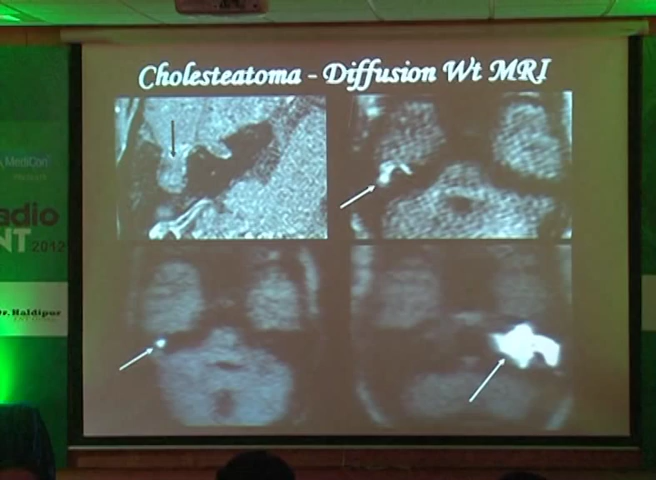 Cholesteatoma - Diffusion Wt MRI
MediCon
adio
NT 2012
Dr. Haldipur